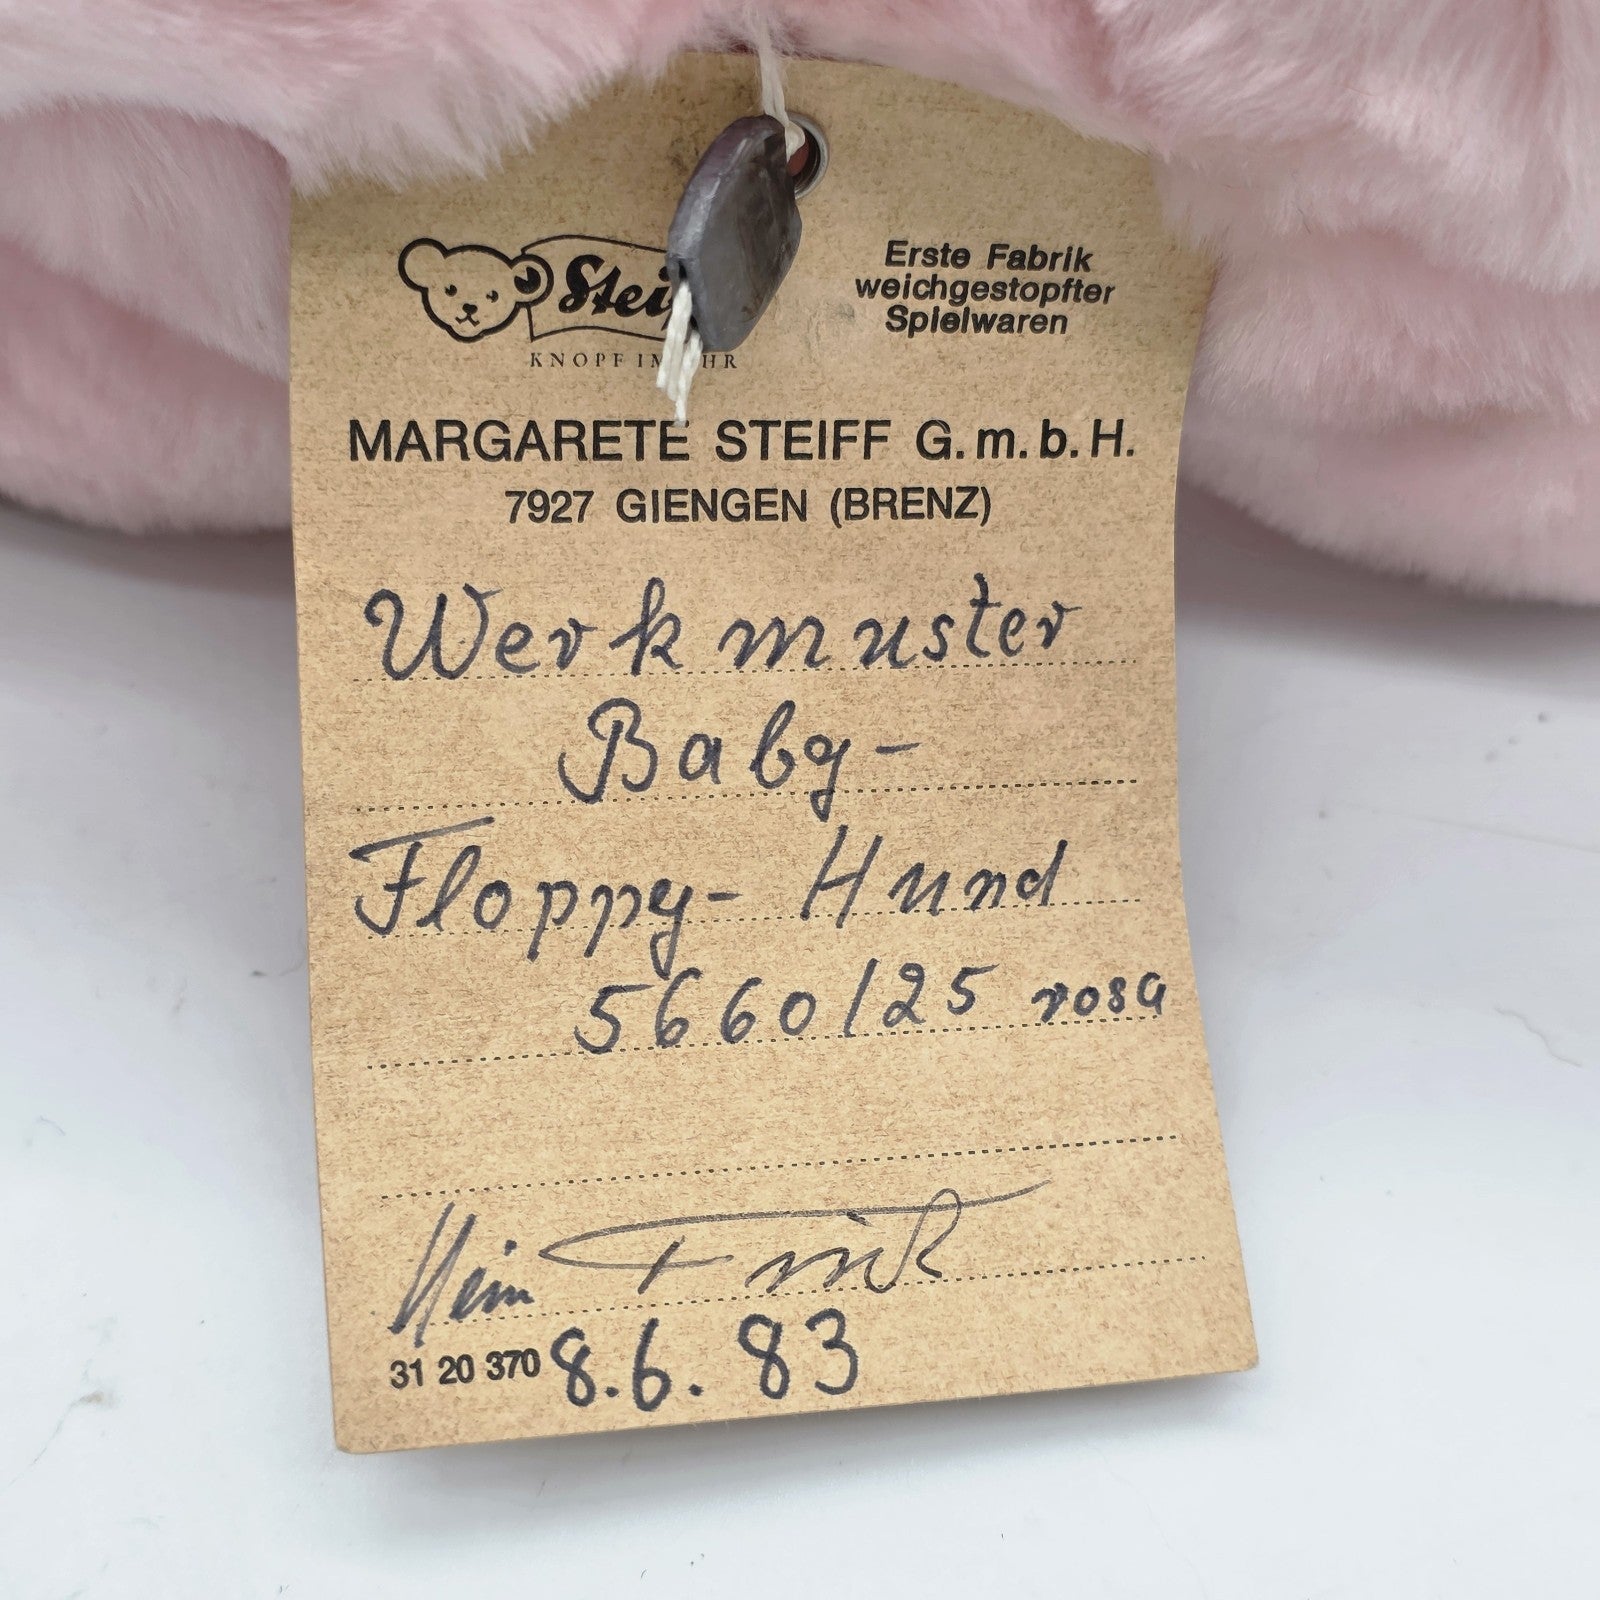 Steiff
KNOPF IM OHR
Erste Fabrik
weichgestopfter
Spielwaren
MARGARETE STEIFF G.m.b.H.
7927 GIENGEN (BRENZ)
Werkmuster
Baby-
Floppy- Hund
5660/25 rosa
31 20 370 8.6.83